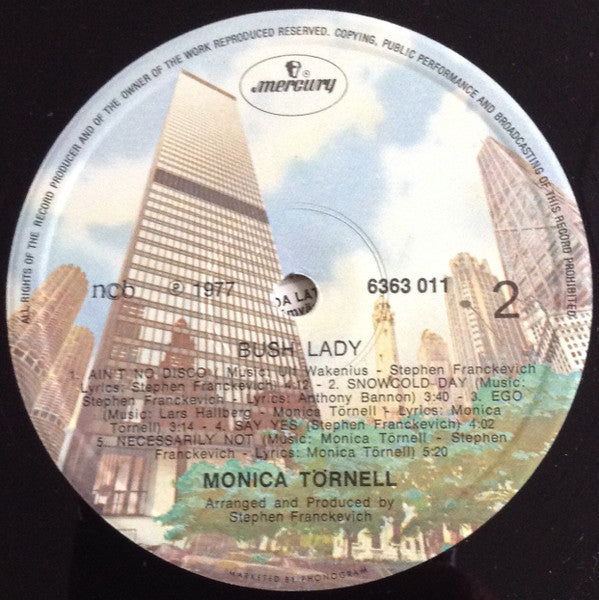 ALL RIGHTS OF THE RECORD PRODUCER AND OF THE OWNER OF THE WORK REPRODUCED RESERVED. COPYING, PUBLIC PERFORMANCE AND BROADCASTING OF THIS RECORD PROHIBITED
mercury®
ncb ℗ 1977 6363 011 . 2
DA LA
BUSH LADY
1. AIN'T NO DISCO (Music: Ulf Wakenius - Stephen Franckevich
Lyrics: Stephen Franckevich) 4:12 - 2. SNOWCOLD DAY (Music:
Stephen Franckevich - Lyrics: Anthony Bannon) 3:40 - 3. EGO
(Music: Lars Hallberg - Monica Törnell - Lyrics: Monica
Törnell) 3:14 - 4. SAY YES (Stephen Franckevich) 4:02
5. NECESSARILY NOT (Music: Monica Törnell - Stephen
Franckevich - Lyrics: Monica Törnell) 5:20
MONICA TÖRNELL
Arranged and Produced by
Stephen Franckevich
MARKETED BY PHONOGRAM